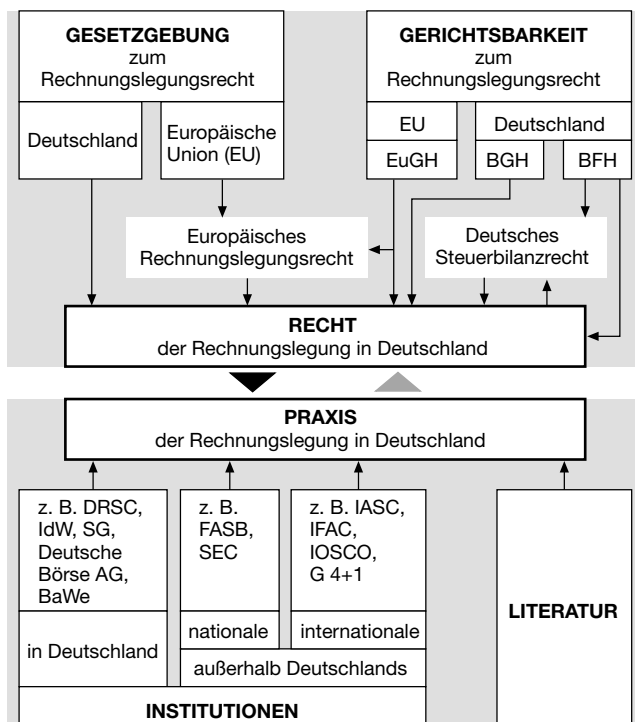 GESETZGEBUNG
zum
Rechnungslegungsrecht
Deutschland
Europäische
Union (EU)
GERICHTSBARKEIT
zum
Rechnungslegungsrecht
EU
Deutschland
EuGH
BGH
BFH
Europäisches
Rechnungslegungsrecht
Deutsches
Steuerbilanzrecht
RECHT
der Rechnungslegung in Deutschland
PRAXIS
der Rechnungslegung in Deutschland
z. B. DRSC,
IdW, SG,
Deutsche
Börse AG,
BaWe
in Deutschland
z. B.
FASB,
SEC
nationale
z. B. IASC,
IFAC,
IOSCO,
G 4+1
internationale
außerhalb Deutschlands
INSTITUTIONEN
LITERATUR